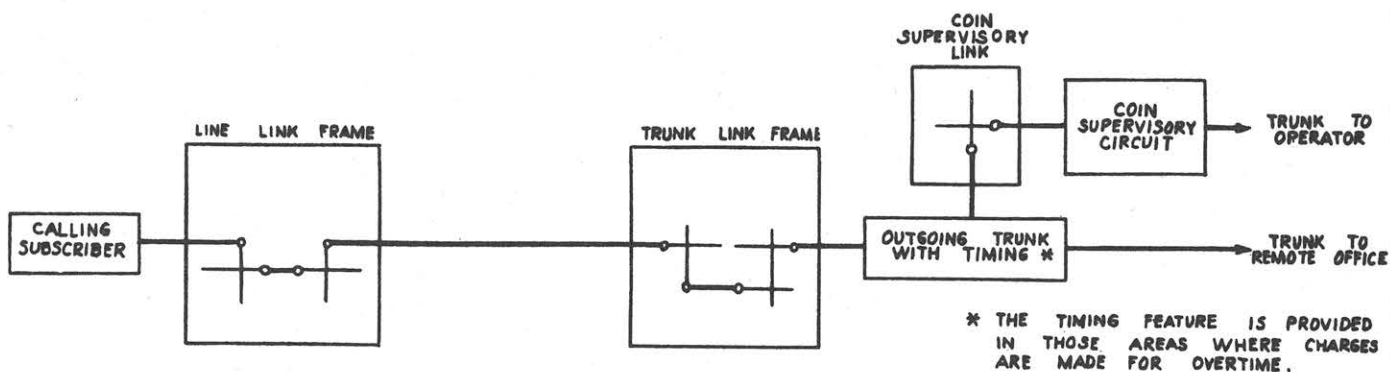 COIN
SUPERVISORY
LINK
LINE LINK FRAME
TRUNK LINK FRAME
COIN
SUPERVISORY
CIRCUIT
TRUNK TO
OPERATOR
CALLING
SUBSCRIBER
OUTGOING TRUNK
WITH TIMING *
TRUNK TO
REMOTE OFFICE
* THE TIMING FEATURE IS PROVIDED
IN THOSE AREAS WHERE CHARGES
ARE MADE FOR OVERTIME.